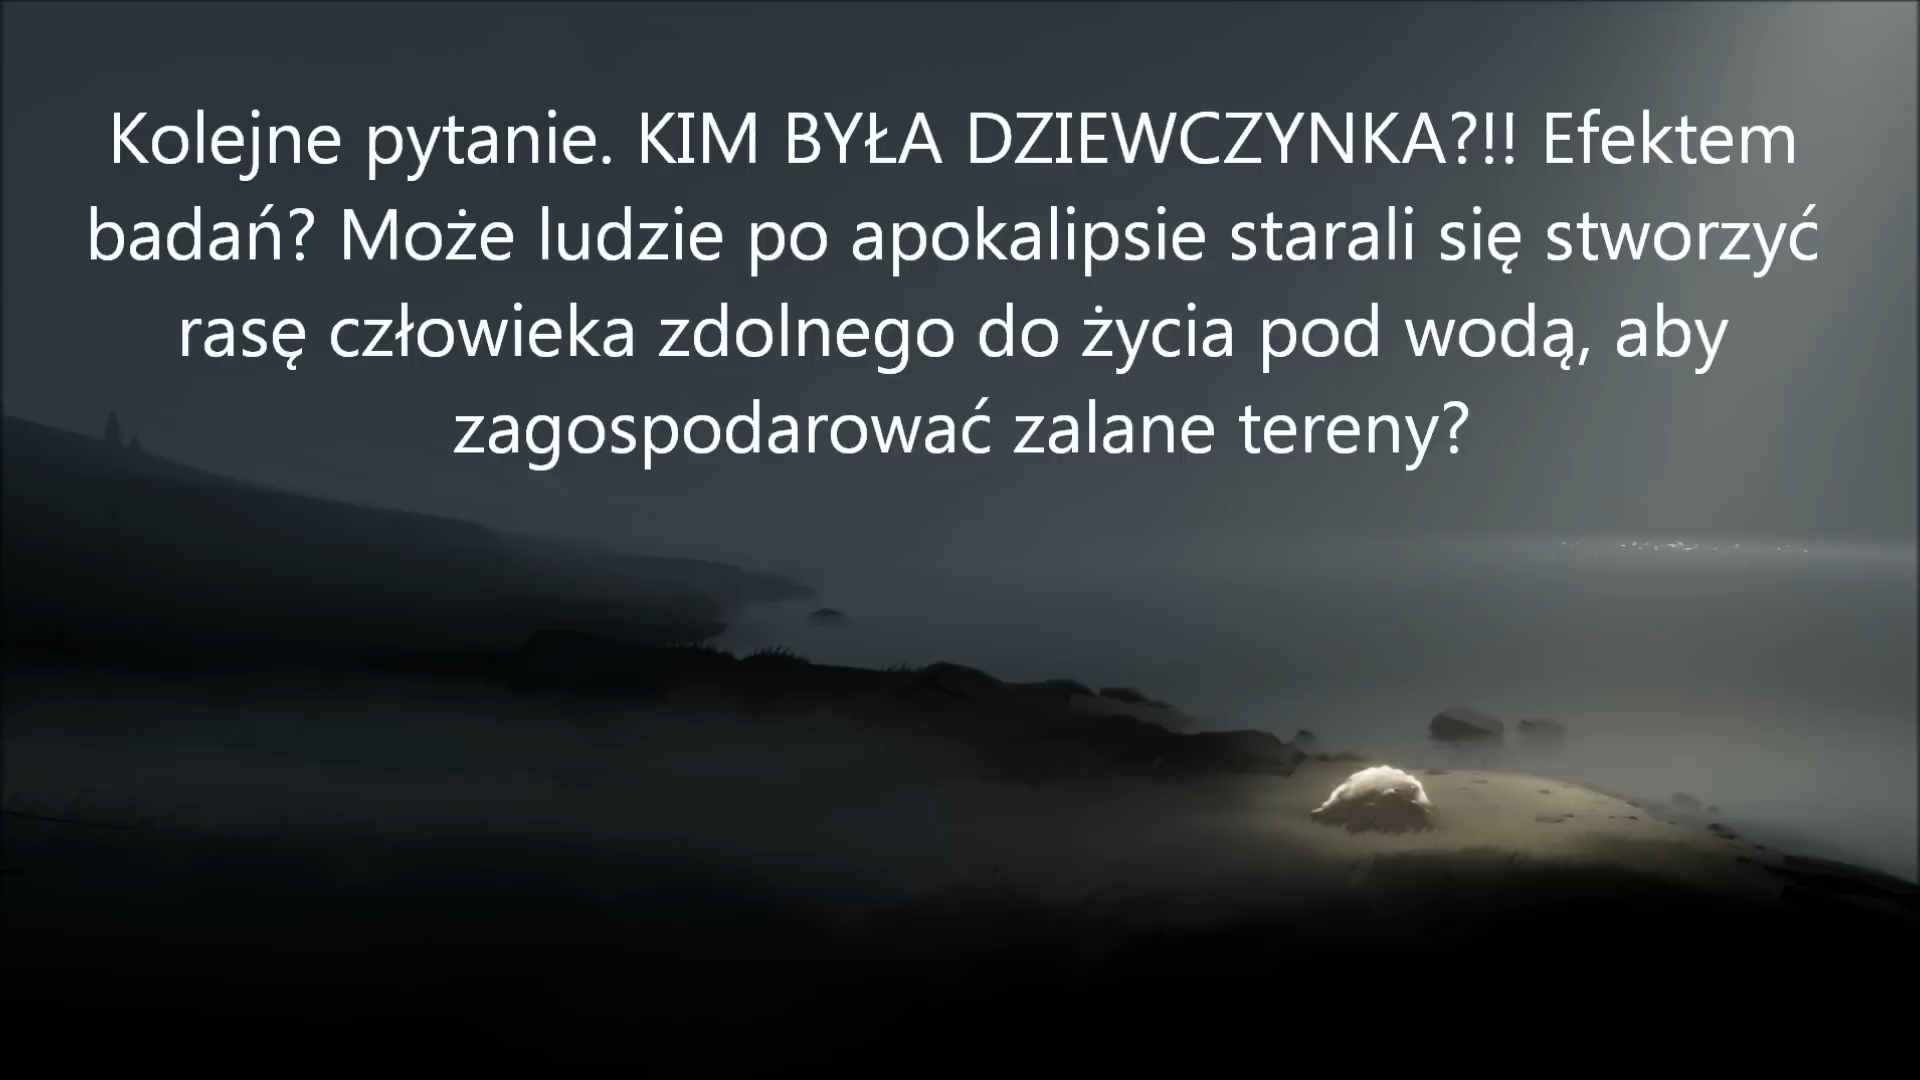 Kolejne pytanie. KIM BYŁA DZIEWCZYNKA?!! Efektem
badań? Może ludzie po apokalipsie starali się stworzyć
rasę człowieka zdolnego do życia pod wodą, aby
zagospodarować zalane tereny?